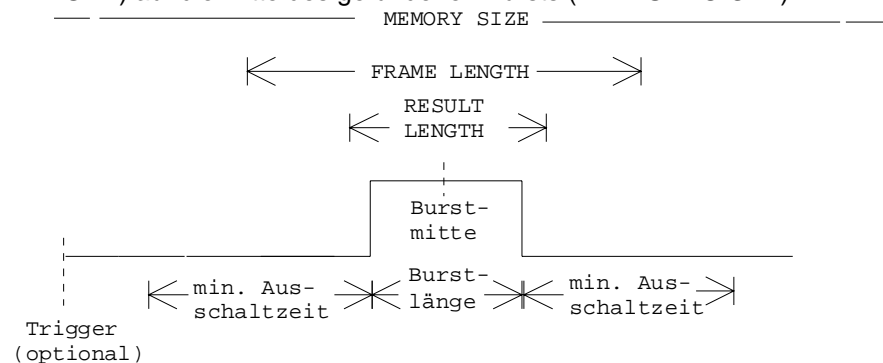 MEMORY SIZE
FRAME LENGTH
RESULT
LENGTH
Burst-
mitte
min. Aus-
schaltzeit
Burst-
länge
min. Aus-
schaltzeit
Trigger
(optional)